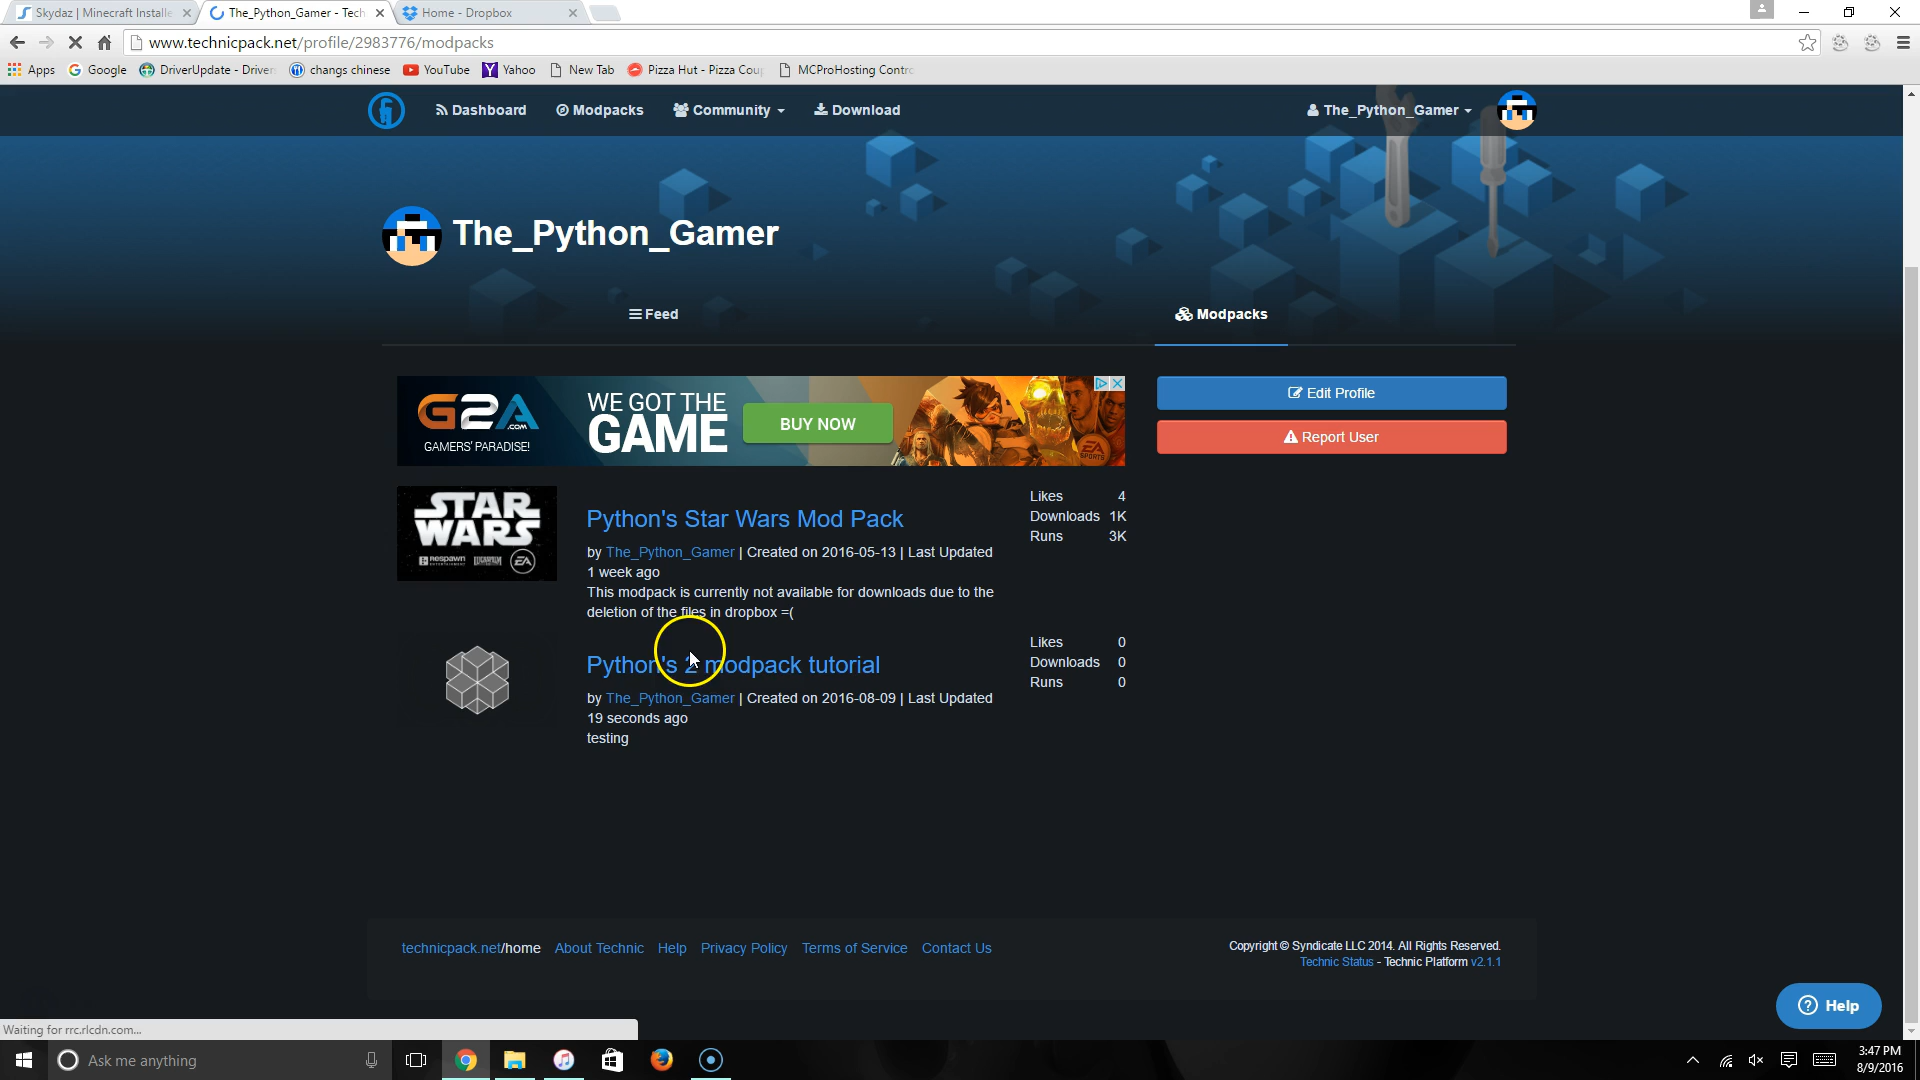 Skydaz | Minecraft Installe
The_Python_Gamer - Tech
Home - Dropbox
www.technicpack.net/profile/2983776/modpacks
Apps
Google
DriverUpdate - Driver
changs chinese
YouTube
Yahoo
New Tab
Pizza Hut - Pizza Cou
MCProHosting Contr
Dashboard
Modpacks
Community
Download
The_Python_Gamer
The_Python_Gamer
Feed
Modpacks
G2A
.COM
GAMERS' PARADISE!
WE GOT THE
GAME
BUY NOW
EA
SPORTS
Edit Profile
Report User
STAR
WARS
RESPAWN
ENTERTAINMENT
LUCASFILM
EA
Python's Star Wars Mod Pack
by The_Python_Gamer | Created on 2016-05-13 | Last Updated
1 week ago
This modpack is currently not available for downloads due to the
deletion of the files in dropbox =(
Likes 4
Downloads 1K
Runs 3K
Python's 2 modpack tutorial
by The_Python_Gamer | Created on 2016-08-09 | Last Updated
19 seconds ago
testing
Likes 0
Downloads 0
Runs 0
technicpack.net/home
About Technic
Help
Privacy Policy
Terms of Service
Contact Us
Copyright © Syndicate LLC 2014. All Rights Reserved.
Technic Status - Technic Platform v2.1.1
Help
Waiting for rrc.rlcdn.com...
Ask me anything
3:47 PM
8/9/2016